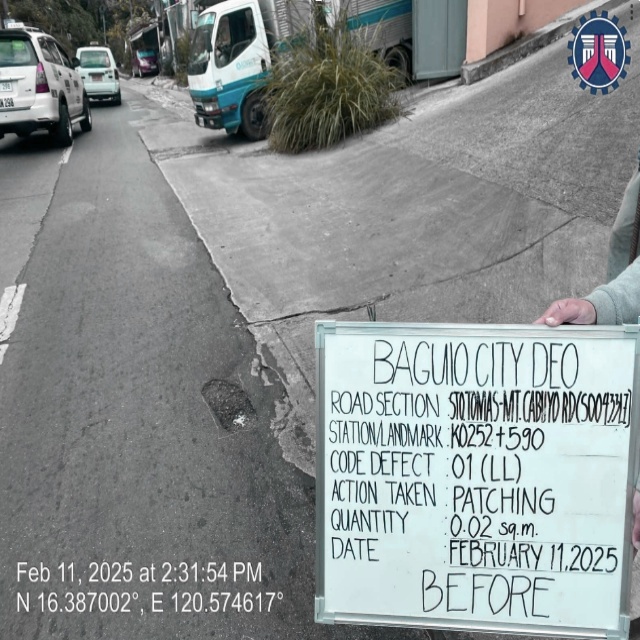 BAGUIO CITY DEO
ROAD SECTION : STO.TOMAS-MT.CABUYO RD
STATION/LANDMARK : K0252+590
CODE DEFECT : 01 (LL)
ACTION TAKEN : PATCHING
QUANTITY : 0.02 sq.m.
DATE : FEBRUARY 11, 2025
BEFORE
Feb 11, 2025 at 2:31:54 PM
N 16.387002°, E 120.574617°